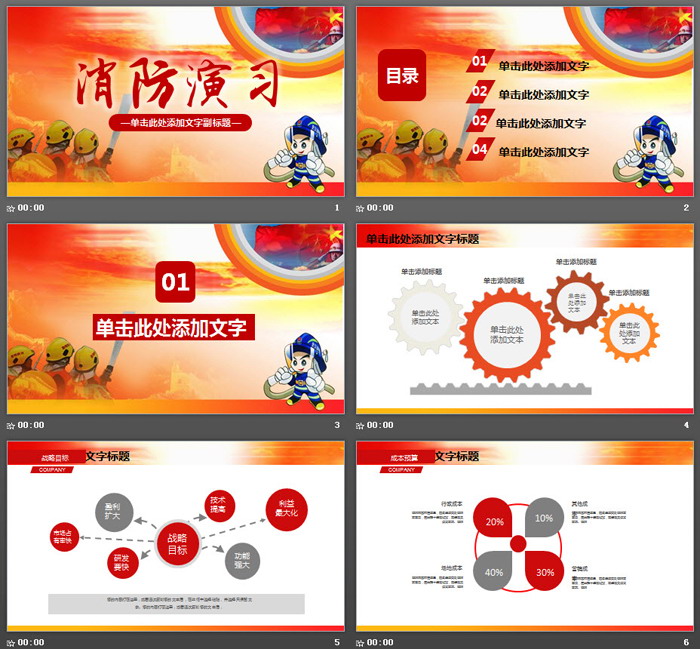 消防演习
—单击此处添加文字副标题—
00:00
1
目录
01
单击此处添加文字
02
单击此处添加文字
02
单击此处添加文字
04
单击此处添加文字
00:00
2
01
单击此处添加文字
00:00
3
单击此处添加文字标题
单击添加标题
单击添加标题
单击添加标题
单击添加标题
单击此处
添加文本
单击此处
添加文本
单击此
处添加
文本
单击此
处添加
文本
00:00
4
战略目标
文字标题
COMPANY
盈利
扩大
技术
提高
利益
最大化
市场占
有率快
战略
目标
研发
要快
功能
强大
00:00
5
成本预算
文字标题
COMPANY
行政成本
其他成
20%
10%
40%
30%
场地成本
营销成
00:00
6